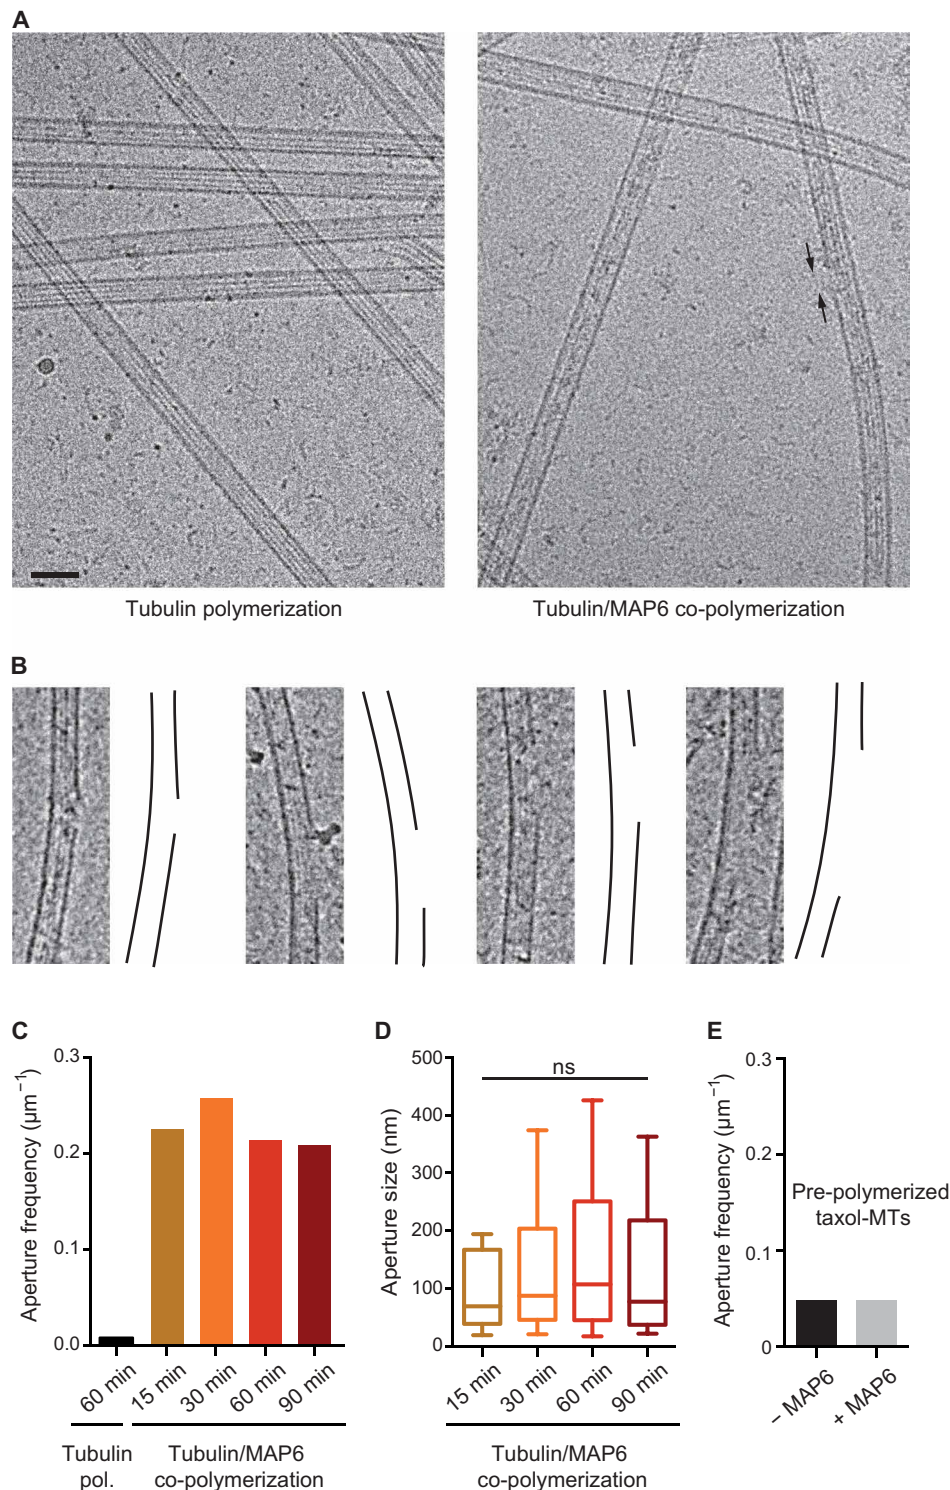 A
Tubulin polymerization
Tubulin/MAP6 co-polymerization
B
C
Aperture frequency (µm⁻¹)
0.3
0.2
0.1
0.0
60 min
15 min
30 min
60 min
90 min
Tubulin
pol.
Tubulin/MAP6
co-polymerization
D
Aperture size (nm)
500
400
300
200
100
0
ns
15 min
30 min
60 min
90 min
Tubulin/MAP6
co-polymerization
E
Aperture frequency (µm⁻¹)
0.3
0.2
0.1
0
Pre-polymerized
taxol-MTs
− MAP6
+ MAP6